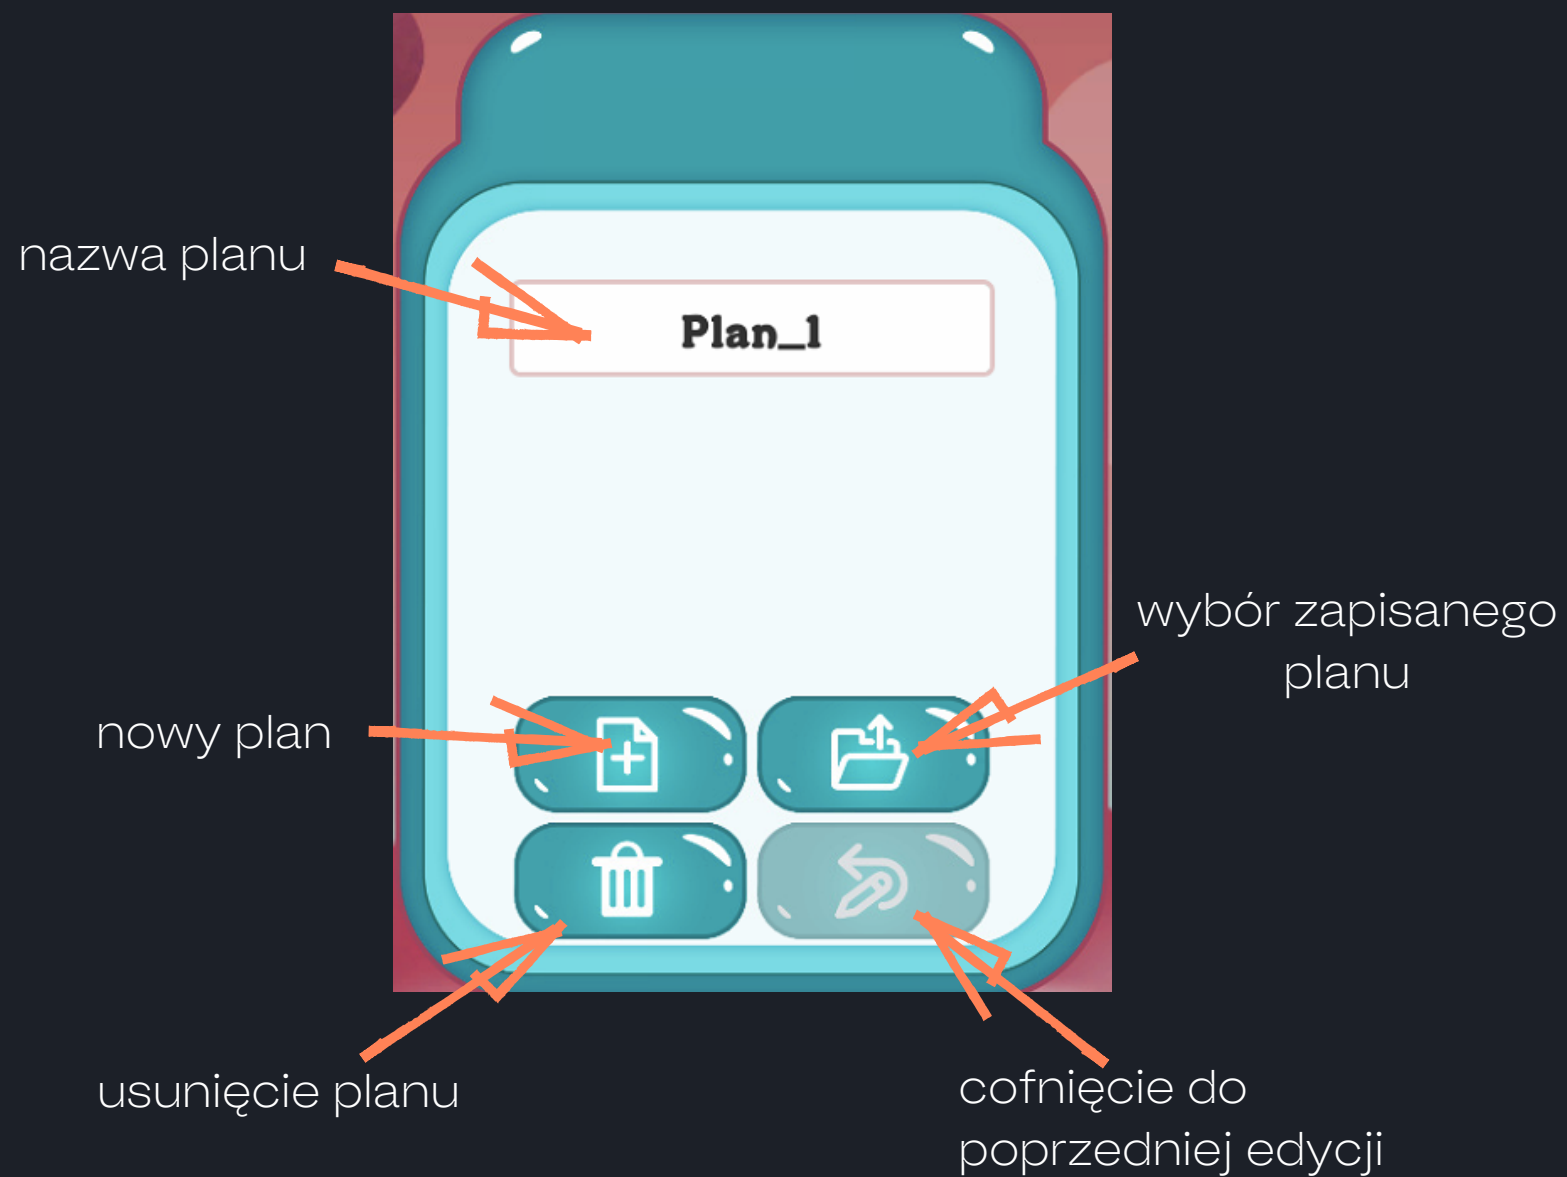 nazwa planu
Plan_1
wybór zapisanego
planu
nowy plan
usunięcie planu
cofnięcie do
poprzedniej edycji